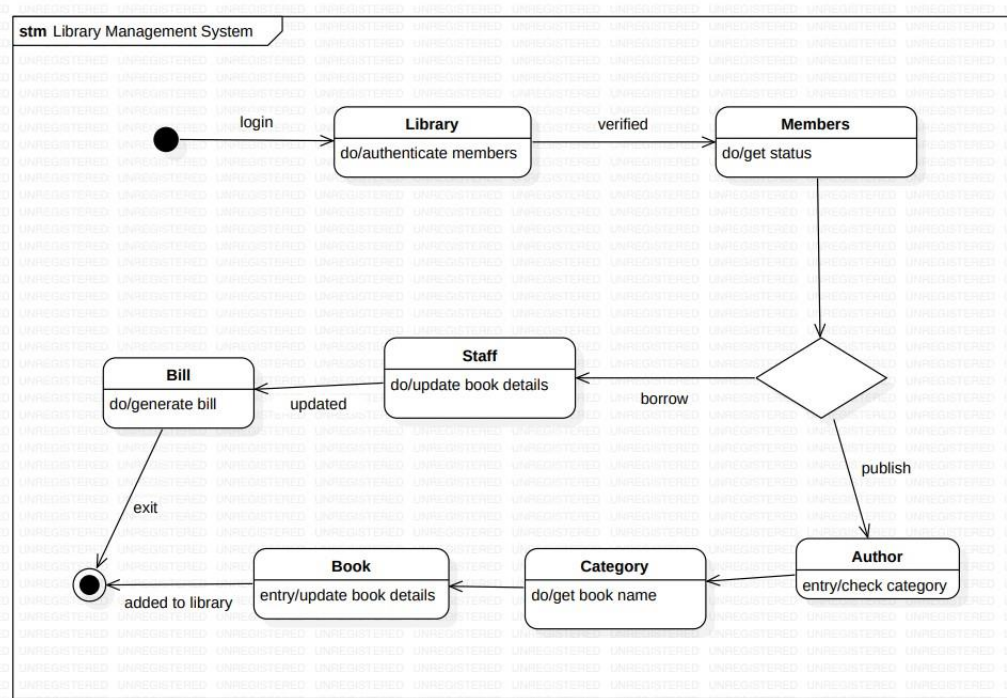 stm Library Management System
login
Library
do/authenticate members
verified
Members
do/get status
Bill
do/generate bill
updated
Staff
do/update book details
borrow
publish
exit
Author
entry/check category
Category
do/get book name
Book
entry/update book details
added to library
UNREGISTERED